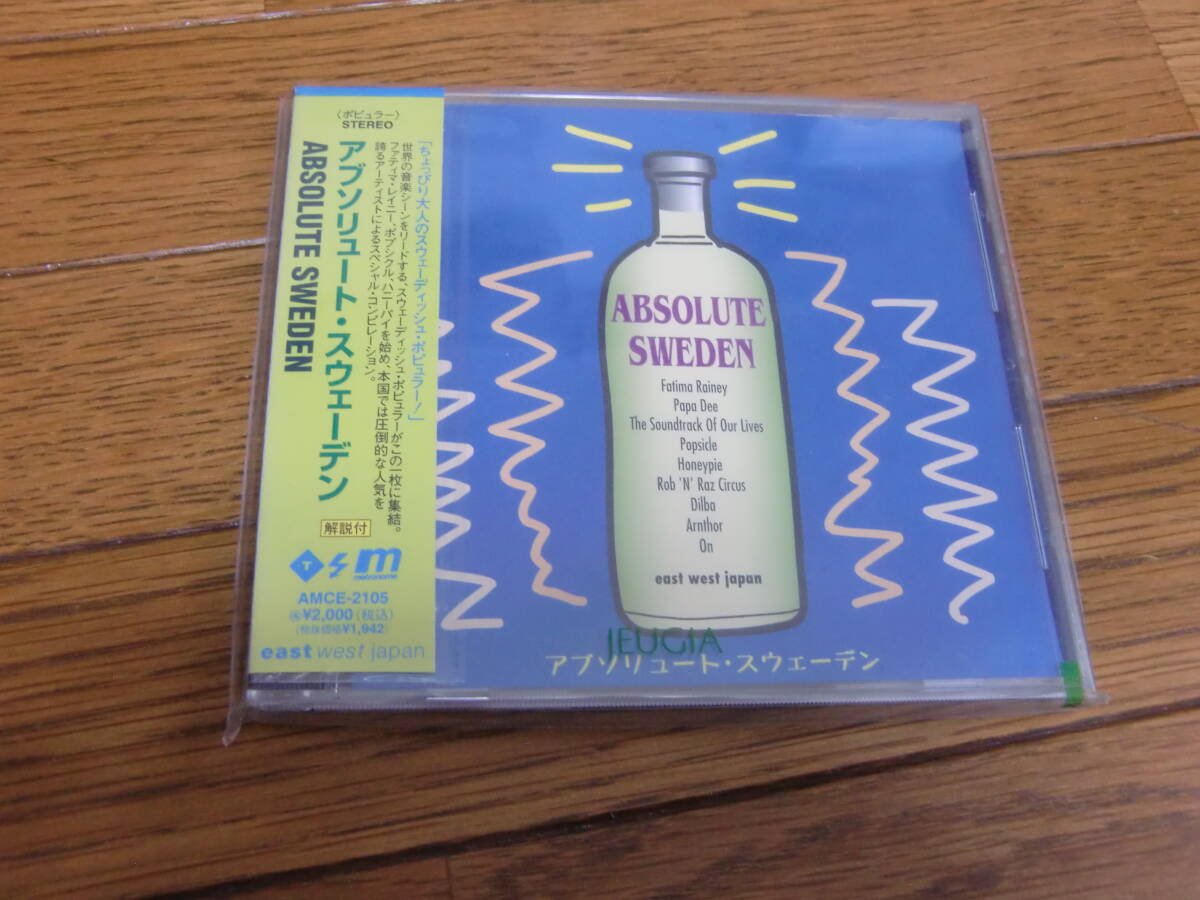 〈ポピュラー〉
STEREO
アブソリュート・スウェーデン
ABSOLUTE SWEDEN
「ちょっぴり大人のスウェーディッシュ・ポピュラー！」
世界の音楽シーンをリードする、スウェーディッシュ・ポピュラーがこの一枚に集結。
ファティマ・レイニー、ポプシクル、ハニーパイを始め、本国では圧倒的な人気を
誇るアーティストによるスペシャル・コンピレーション。
解説付
T
m
metronome
AMCE-2105
¥2,000(税込)
(税抜価格¥1,942)
east west japan
ABSOLUTE
SWEDEN
Fatima Rainey
Papa Dee
The Soundtrack Of Our Lives
Popsicle
Honeypie
Rob 'N' Raz Circus
Dilba
Arnthor
On
east west japan
JEUGIA
アブソリュート・スウェーデン